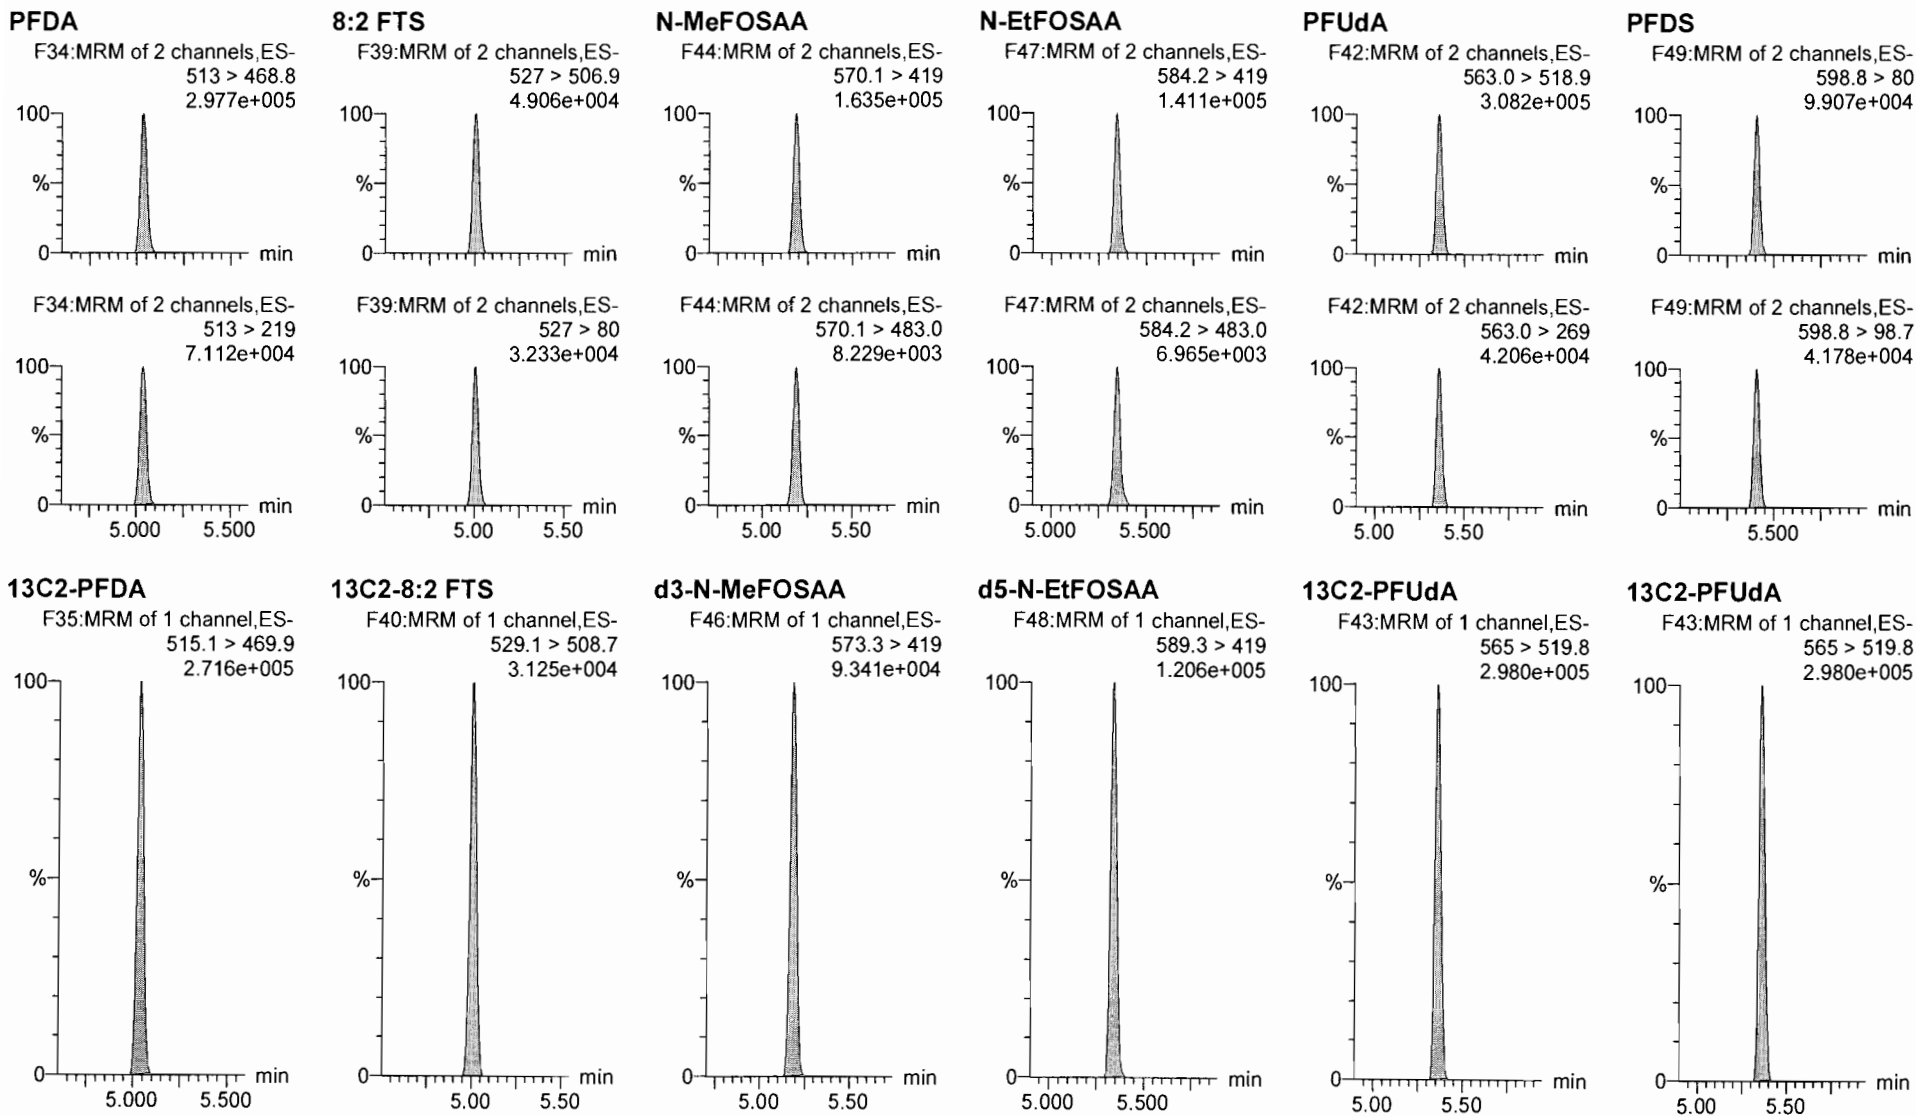 PFDA
F34:MRM of 2 channels,ES-
513 > 468.8
2.977e+005
100
%
0
min
F34:MRM of 2 channels,ES-
513 > 219
7.112e+004
100
%
0
min
5.000 5.500
13C2-PFDA
F35:MRM of 1 channel,ES-
515.1 > 469.9
2.716e+005
100
%
0
min
5.000 5.500
8:2 FTS
F39:MRM of 2 channels,ES-
527 > 506.9
4.906e+004
100
%
0
min
F39:MRM of 2 channels,ES-
527 > 80
3.233e+004
100
%
0
min
5.00 5.50
13C2-8:2 FTS
F40:MRM of 1 channel,ES-
529.1 > 508.7
3.125e+004
100
%
0
min
5.00 5.50
N-MeFOSAA
F44:MRM of 2 channels,ES-
570.1 > 419
1.635e+005
100
%
0
min
F44:MRM of 2 channels,ES-
570.1 > 483.0
8.229e+003
100
%
0
min
5.00 5.50
d3-N-MeFOSAA
F46:MRM of 1 channel,ES-
573.3 > 419
9.341e+004
100
%
0
min
5.00 5.50
N-EtFOSAA
F47:MRM of 2 channels,ES-
584.2 > 419
1.411e+005
100
%
0
min
F47:MRM of 2 channels,ES-
584.2 > 483.0
6.965e+003
100
%
0
min
5.000 5.500
d5-N-EtFOSAA
F48:MRM of 1 channel,ES-
589.3 > 419
1.206e+005
100
%
0
min
5.000 5.500
PFUdA
F42:MRM of 2 channels,ES-
563.0 > 518.9
3.082e+005
100
%
0
min
F42:MRM of 2 channels,ES-
563.0 > 269
4.206e+004
100
%
0
min
5.00 5.50
13C2-PFUdA
F43:MRM of 1 channel,ES-
565 > 519.8
2.980e+005
100
%
0
min
5.00 5.50
PFDS
F49:MRM of 2 channels,ES-
598.8 > 80
9.907e+004
100
%
0
min
F49:MRM of 2 channels,ES-
598.8 > 98.7
4.178e+004
100
%
0
min
5.500
13C2-PFUdA
F43:MRM of 1 channel,ES-
565 > 519.8
2.980e+005
100
%
0
min
5.00 5.50